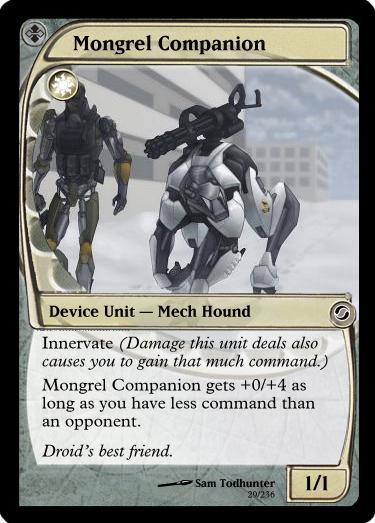 Mongrel Companion
Device Unit — Mech Hound
Innervate (Damage this unit deals also
causes you to gain that much command.)
Mongrel Companion gets +0/+4 as
long as you have less command than
an opponent.
Droid's best friend.
Sam Todhunter
29/236
1/1